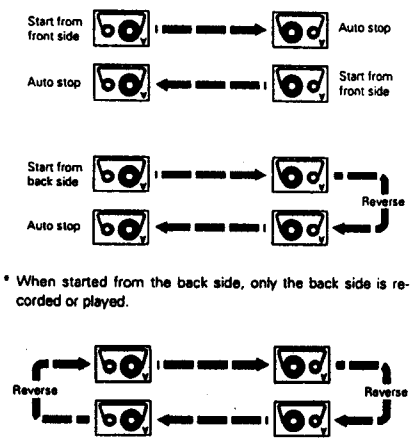 Start from
front side
Auto stop
Auto stop
Start from
front side
Start from
back side
Reverse
Auto stop
* When started from the back side, only the back side is re-
corded or played.
Reverse
Reverse